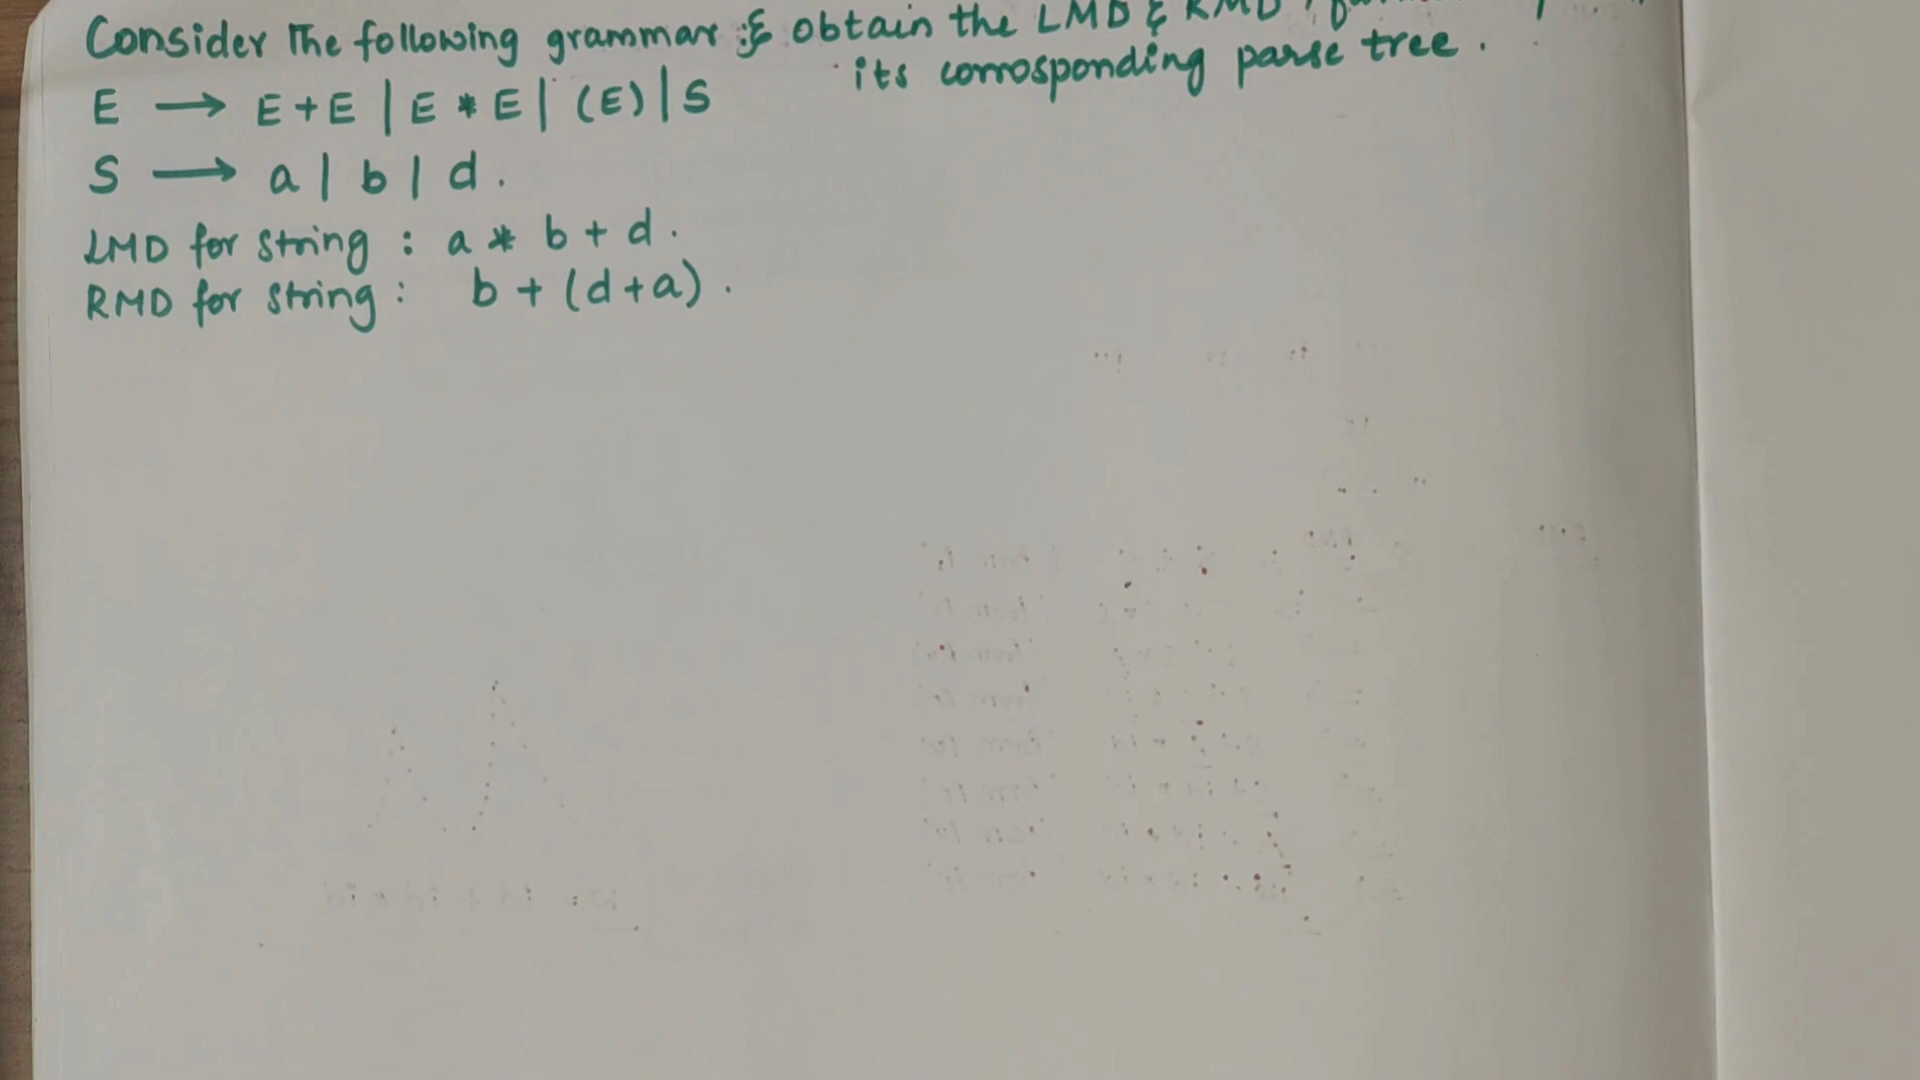 Consider The following grammar & obtain the LMD & RMD
its corrosponding parse tree.
E → E+E | E * E | (E) | S
S → a | b | d.
LMD for string : a * b + d.
RMD for string : b + (d+a).